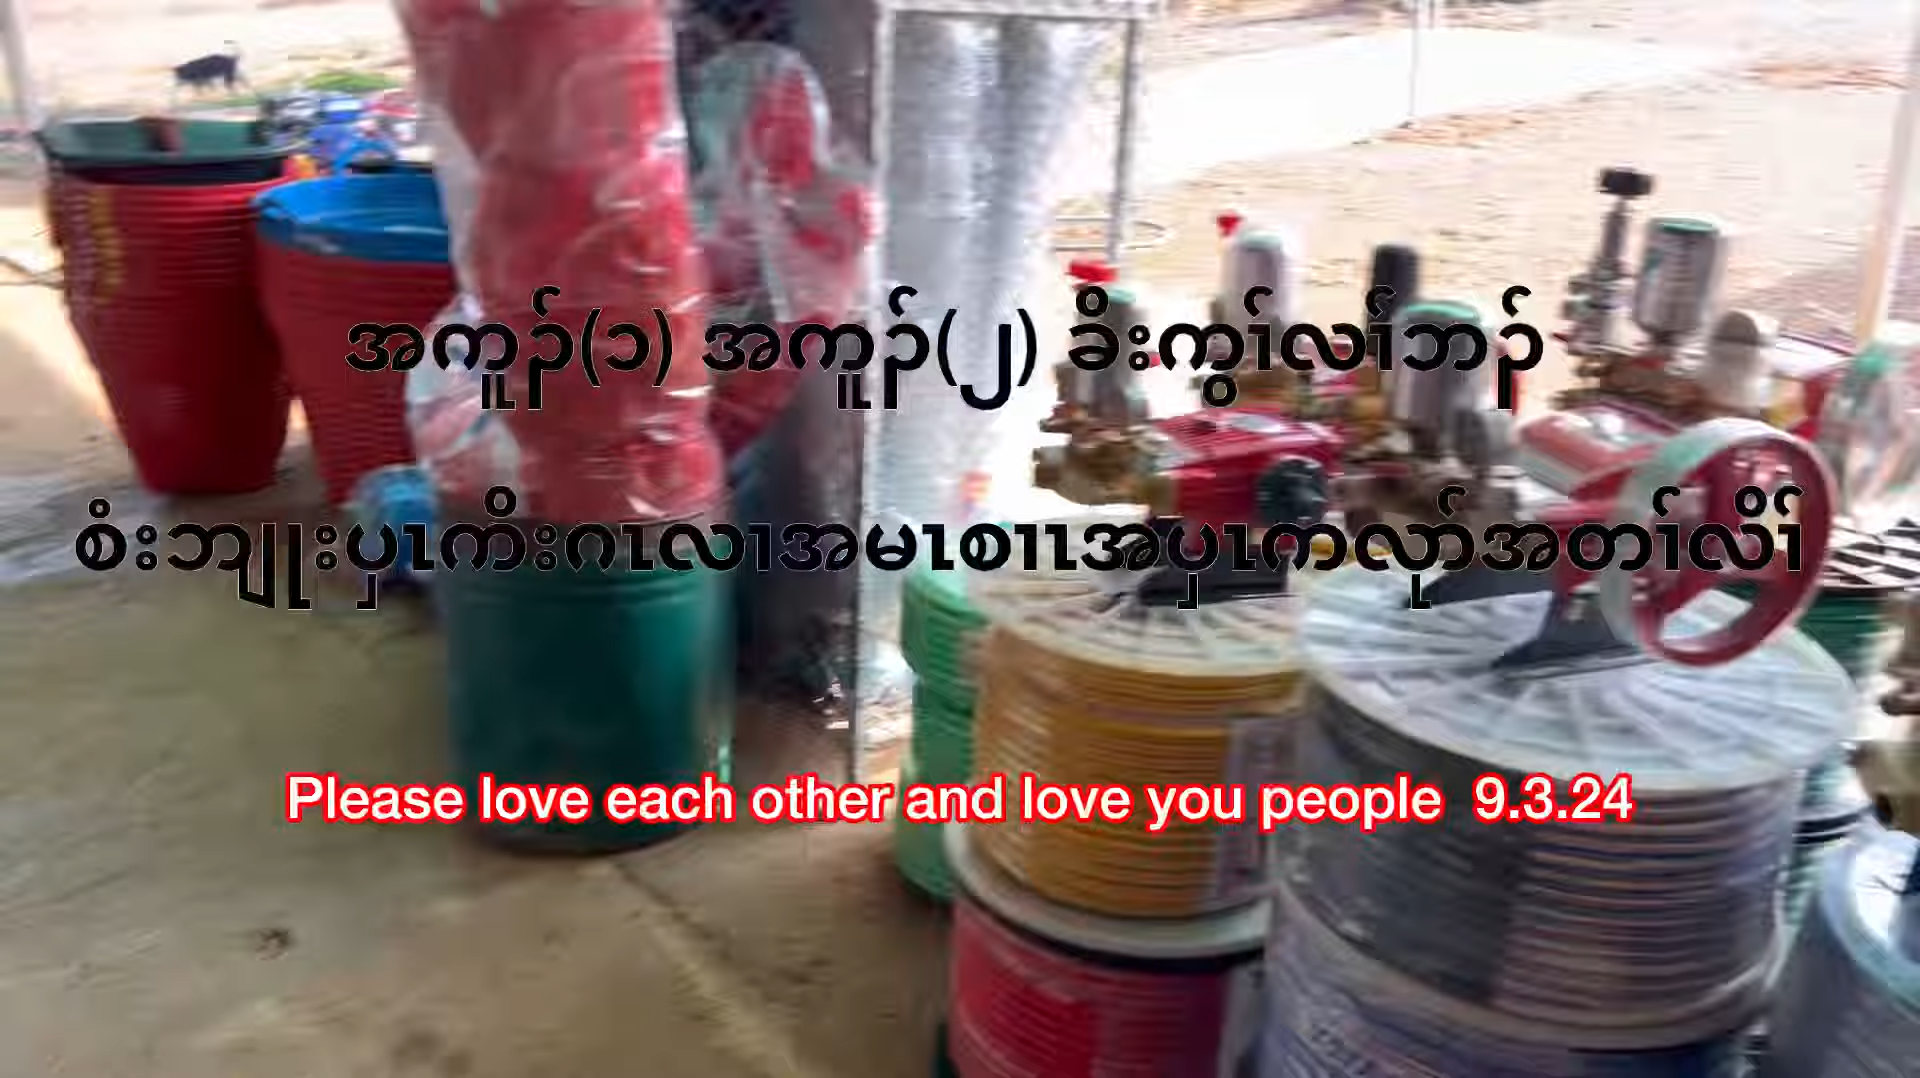 အကူၣ်(၁) အကူၣ်(၂) ခိးကွၢ်လၢ်ဘၣ်
စံးဘျုးပှၤကိးဂၤလၢအမၤစၢၤအပှၤကလုာ်အတၢ်လိၢ်
Please love each other and love you people 9.3.24